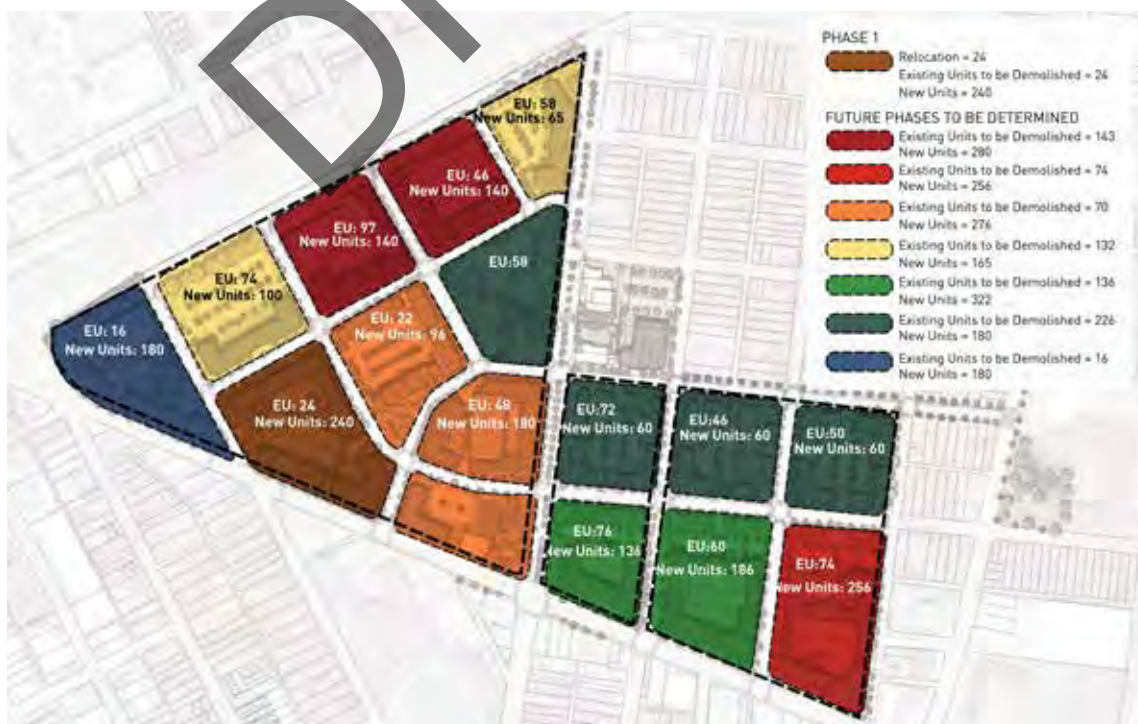 PHASE 1
Relocation = 24
Existing Units to be Demolished = 24
New Units = 240
FUTURE PHASES TO BE DETERMINED
Existing Units to be Demolished = 143
New Units = 280
Existing Units to be Demolished = 74
New Units = 256
Existing Units to be Demolished = 70
New Units = 276
Existing Units to be Demolished = 132
New Units = 165
Existing Units to be Demolished = 136
New Units = 322
Existing Units to be Demolished = 226
New Units = 180
Existing Units to be Demolished = 16
New Units = 180
EU: 58
New Units: 65
EU: 46
New Units: 140
EU: 97
New Units: 140
EU:58
EU: 74
New Units: 100
EU: 16
New Units: 180
EU: 22
New Units: 96
EU: 24
New Units: 240
EU: 48
New Units: 180
EU:72
New Units: 60
EU:46
New Units: 60
EU:50
New Units: 60
EU:76
New Units: 136
EU:60
New Units: 186
EU:74
New Units: 256